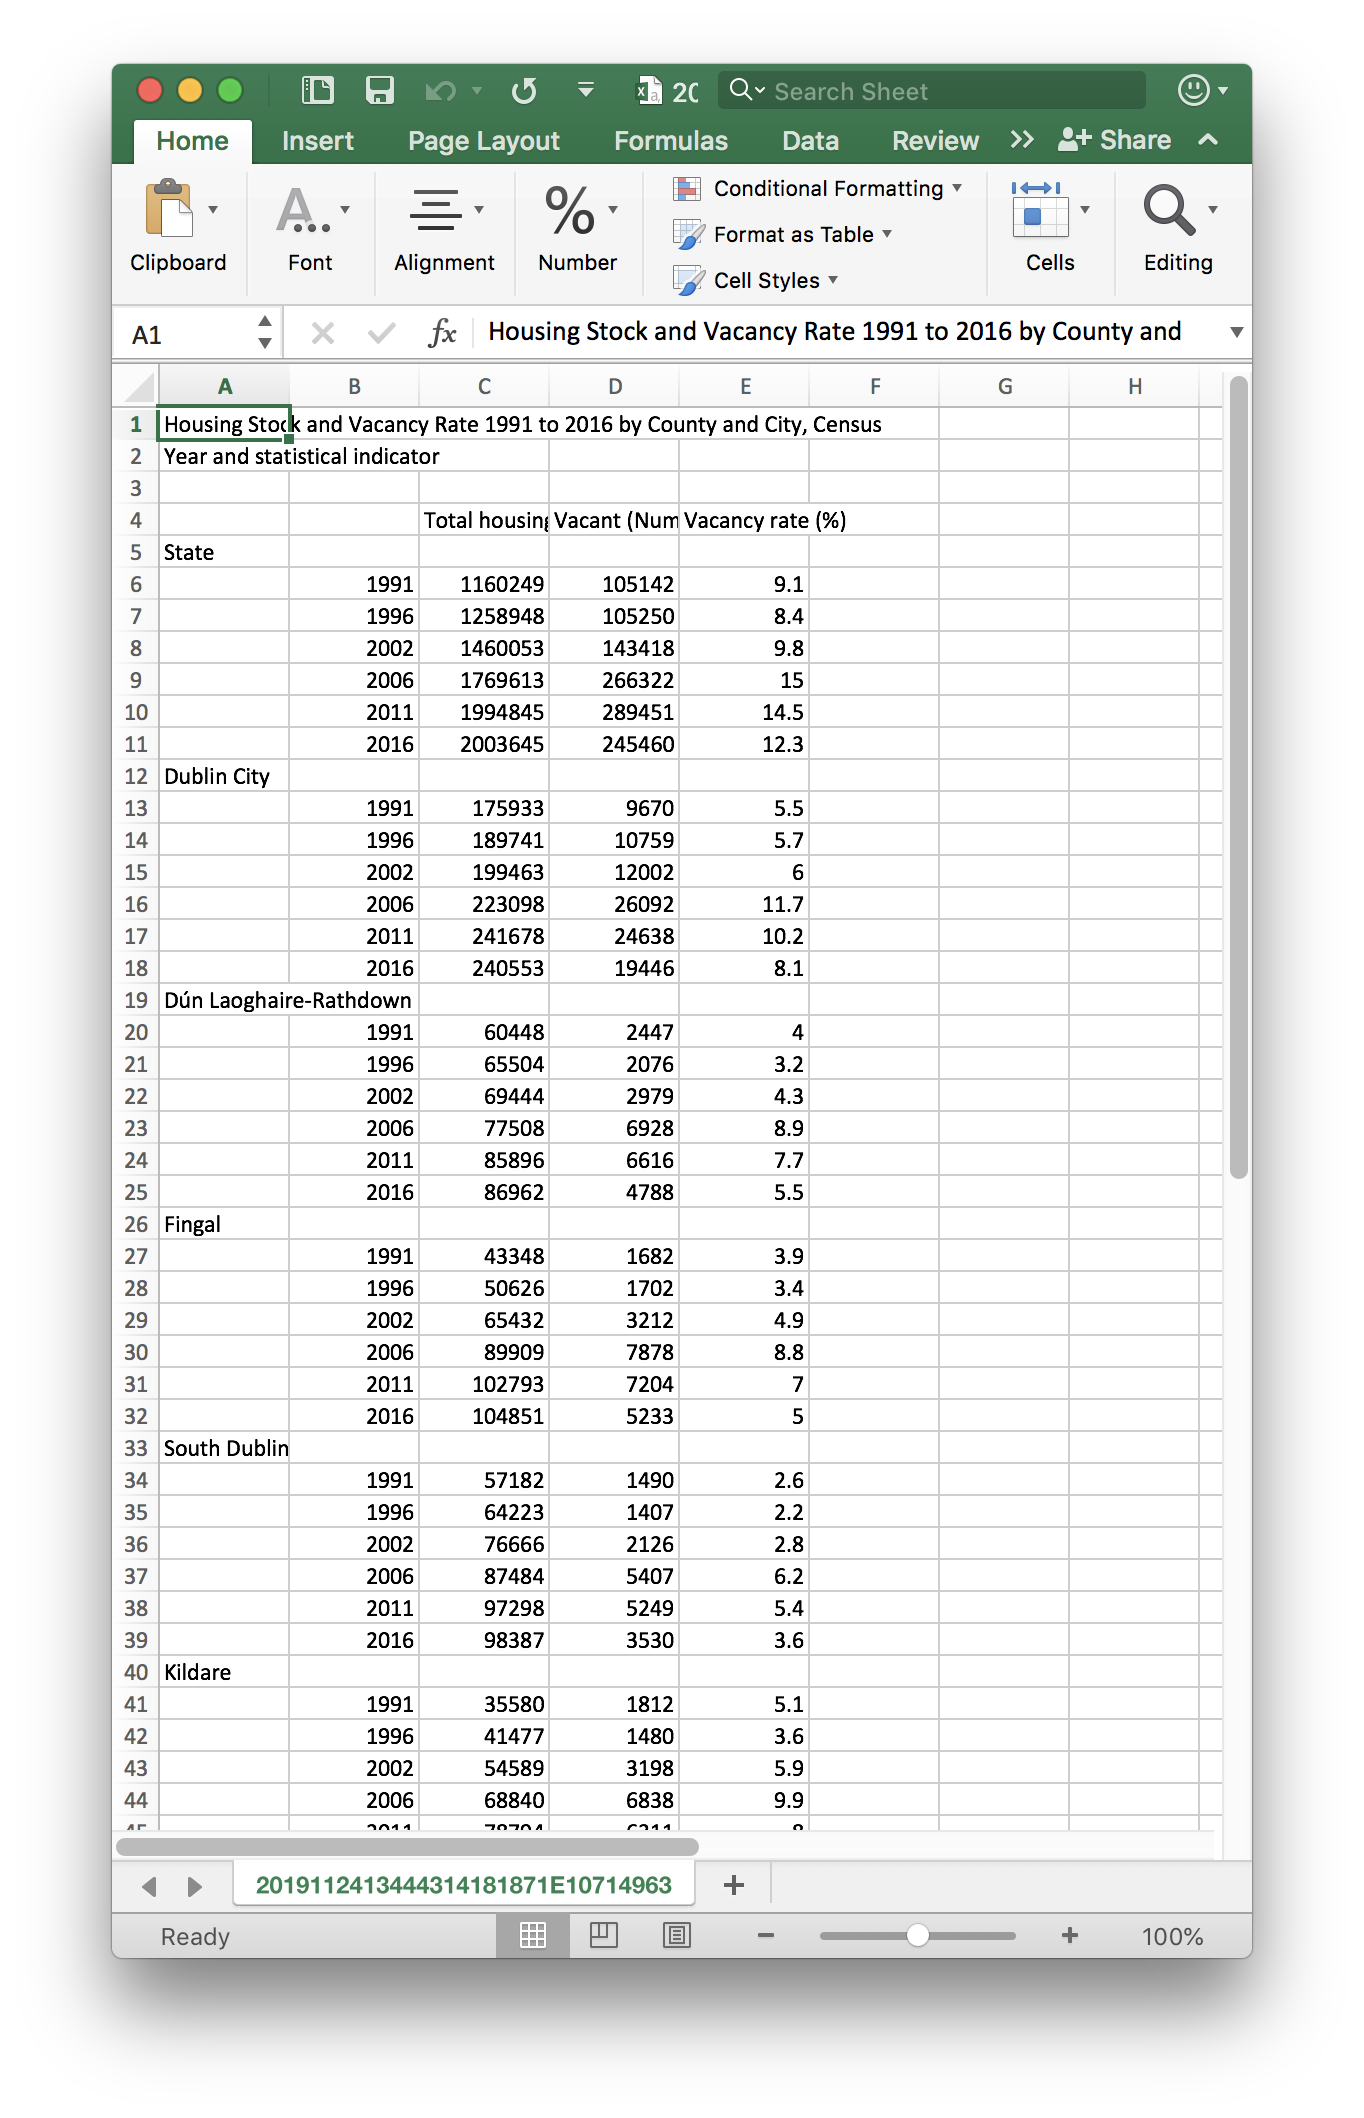 20 Search Sheet
Home Insert Page Layout Formulas Data Review >> Share
Conditional Formatting
Format as Table
Cell Styles
Clipboard Font Alignment Number Cells Editing
A1 fx Housing Stock and Vacancy Rate 1991 to 2016 by County and
A B C D E F G H
1 Housing Stock and Vacancy Rate 1991 to 2016 by County and City, Census
2 Year and statistical indicator
3
4 Total housing Vacant (Num Vacancy rate (%)
5 State
6 1991 1160249 105142 9.1
7 1996 1258948 105250 8.4
8 2002 1460053 143418 9.8
9 2006 1769613 266322 15
10 2011 1994845 289451 14.5
11 2016 2003645 245460 12.3
12 Dublin City
13 1991 175933 9670 5.5
14 1996 189741 10759 5.7
15 2002 199463 12002 6
16 2006 223098 26092 11.7
17 2011 241678 24638 10.2
18 2016 240553 19446 8.1
19 Dún Laoghaire-Rathdown
20 1991 60448 2447 4
21 1996 65504 2076 3.2
22 2002 69444 2979 4.3
23 2006 77508 6928 8.9
24 2011 85896 6616 7.7
25 2016 86962 4788 5.5
26 Fingal
27 1991 43348 1682 3.9
28 1996 50626 1702 3.4
29 2002 65432 3212 4.9
30 2006 89909 7878 8.8
31 2011 102793 7204 7
32 2016 104851 5233 5
33 South Dublin
34 1991 57182 1490 2.6
35 1996 64223 1407 2.2
36 2002 76666 2126 2.8
37 2006 87484 5407 6.2
38 2011 97298 5249 5.4
39 2016 98387 3530 3.6
40 Kildare
41 1991 35580 1812 5.1
42 1996 41477 1480 3.6
43 2002 54589 3198 5.9
44 2006 68840 6838 9.9
2019112413444314181871E10714963
Ready 100%